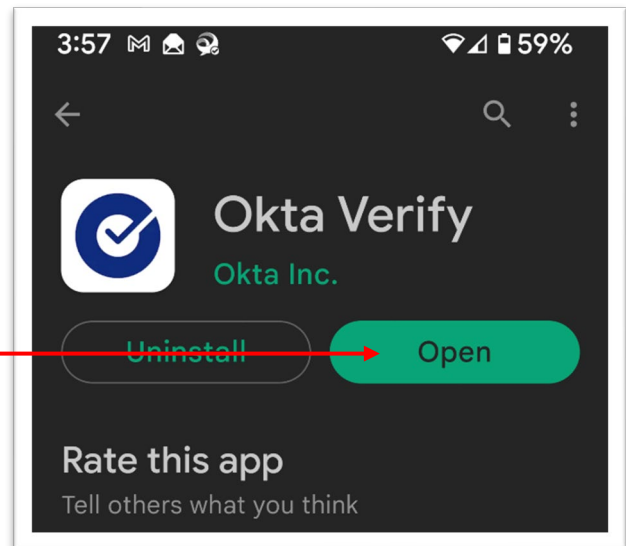 3:57 59%
Okta Verify
Okta Inc.
Uninstall Open
Rate this app
Tell others what you think